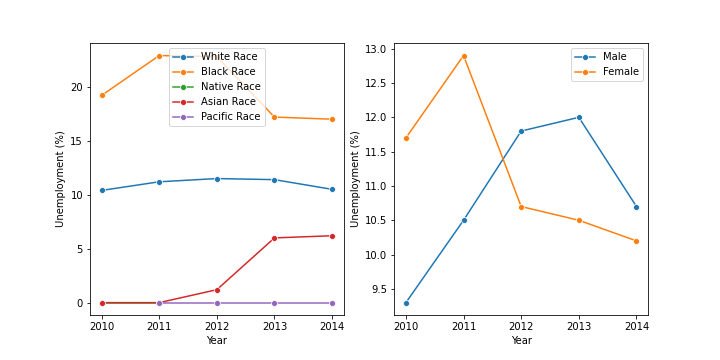 White Race
Black Race
Native Race
Asian Race
Pacific Race
20
15
10
5
0
Unemployment (%)
2010 2011 2012 2013 2014
Year
Male
Female
13.0
12.5
12.0
11.5
11.0
10.5
10.0
9.5
Unemployment (%)
2010 2011 2012 2013 2014
Year